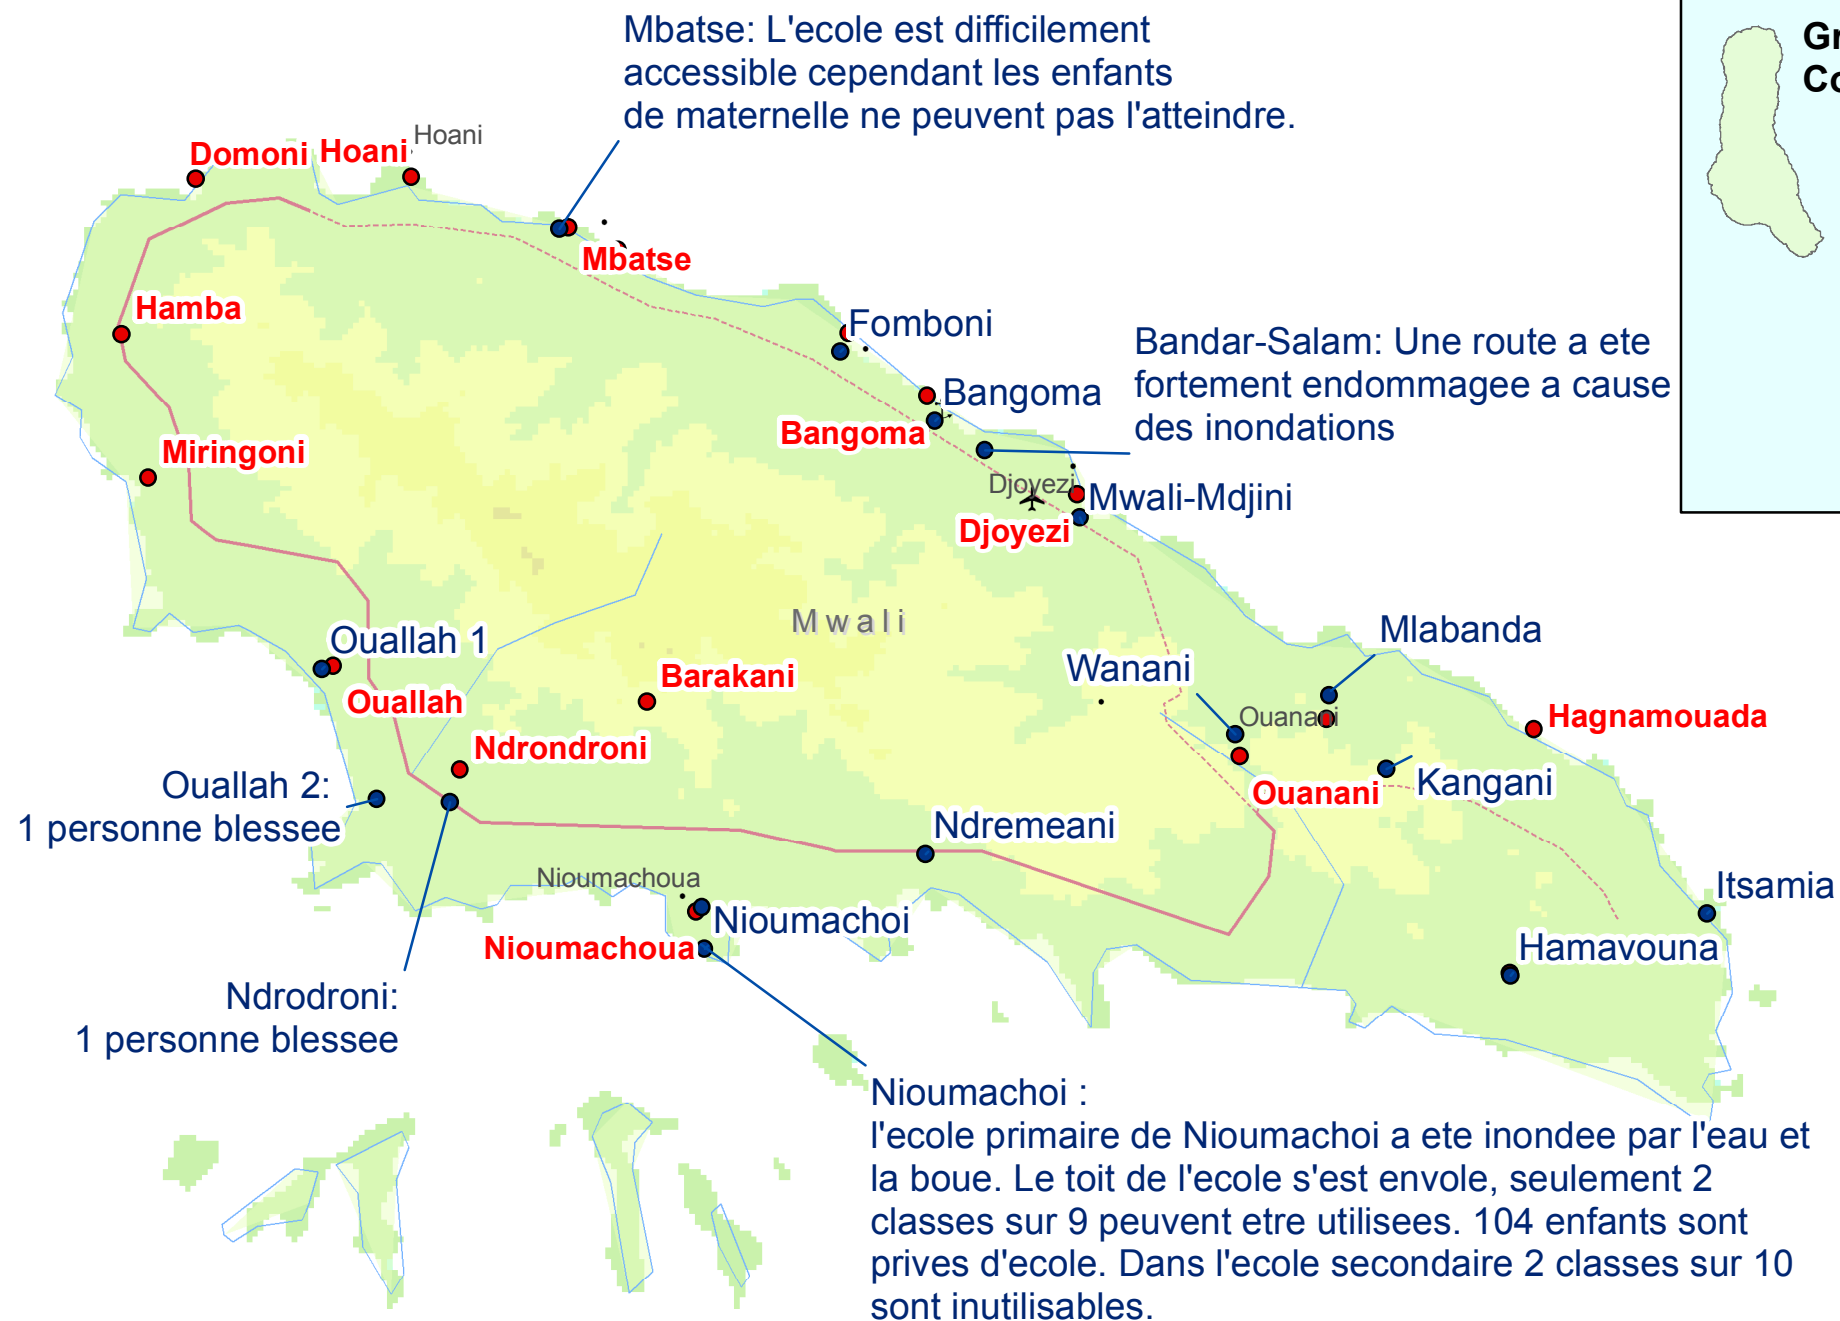 Mbatse: L'ecole est difficilement
accessible cependant les enfants
de maternelle ne peuvent pas l'atteindre.
Domoni
Hoani
Hoani
Mbatse
Hamba
Fomboni
Bandar-Salam: Une route a ete
fortement endommagee a cause
des inondations
Bangoma
Bangoma
Miringoni
Djoyezi
Mwali-Mdjini
Djoyezi
Mwali
Ouallah 1
Mlabanda
Wanani
Barakani
Ouallah
Ouanani
Hagnamouada
Ndrondroni
Ouallah 2:
1 personne blessee
Kangani
Ouanani
Ndremeani
Nioumachoua
Itsamia
Nioumachoi
Nioumachoua
Hamavouna
Ndrodroni:
1 personne blessee
Nioumachoi :
l'ecole primaire de Nioumachoi a ete inondee par l'eau et
la boue. Le toit de l'ecole s'est envole, seulement 2
classes sur 9 peuvent etre utilisees. 104 enfants sont
prives d'ecole. Dans l'ecole secondaire 2 classes sur 10
sont inutilisables.